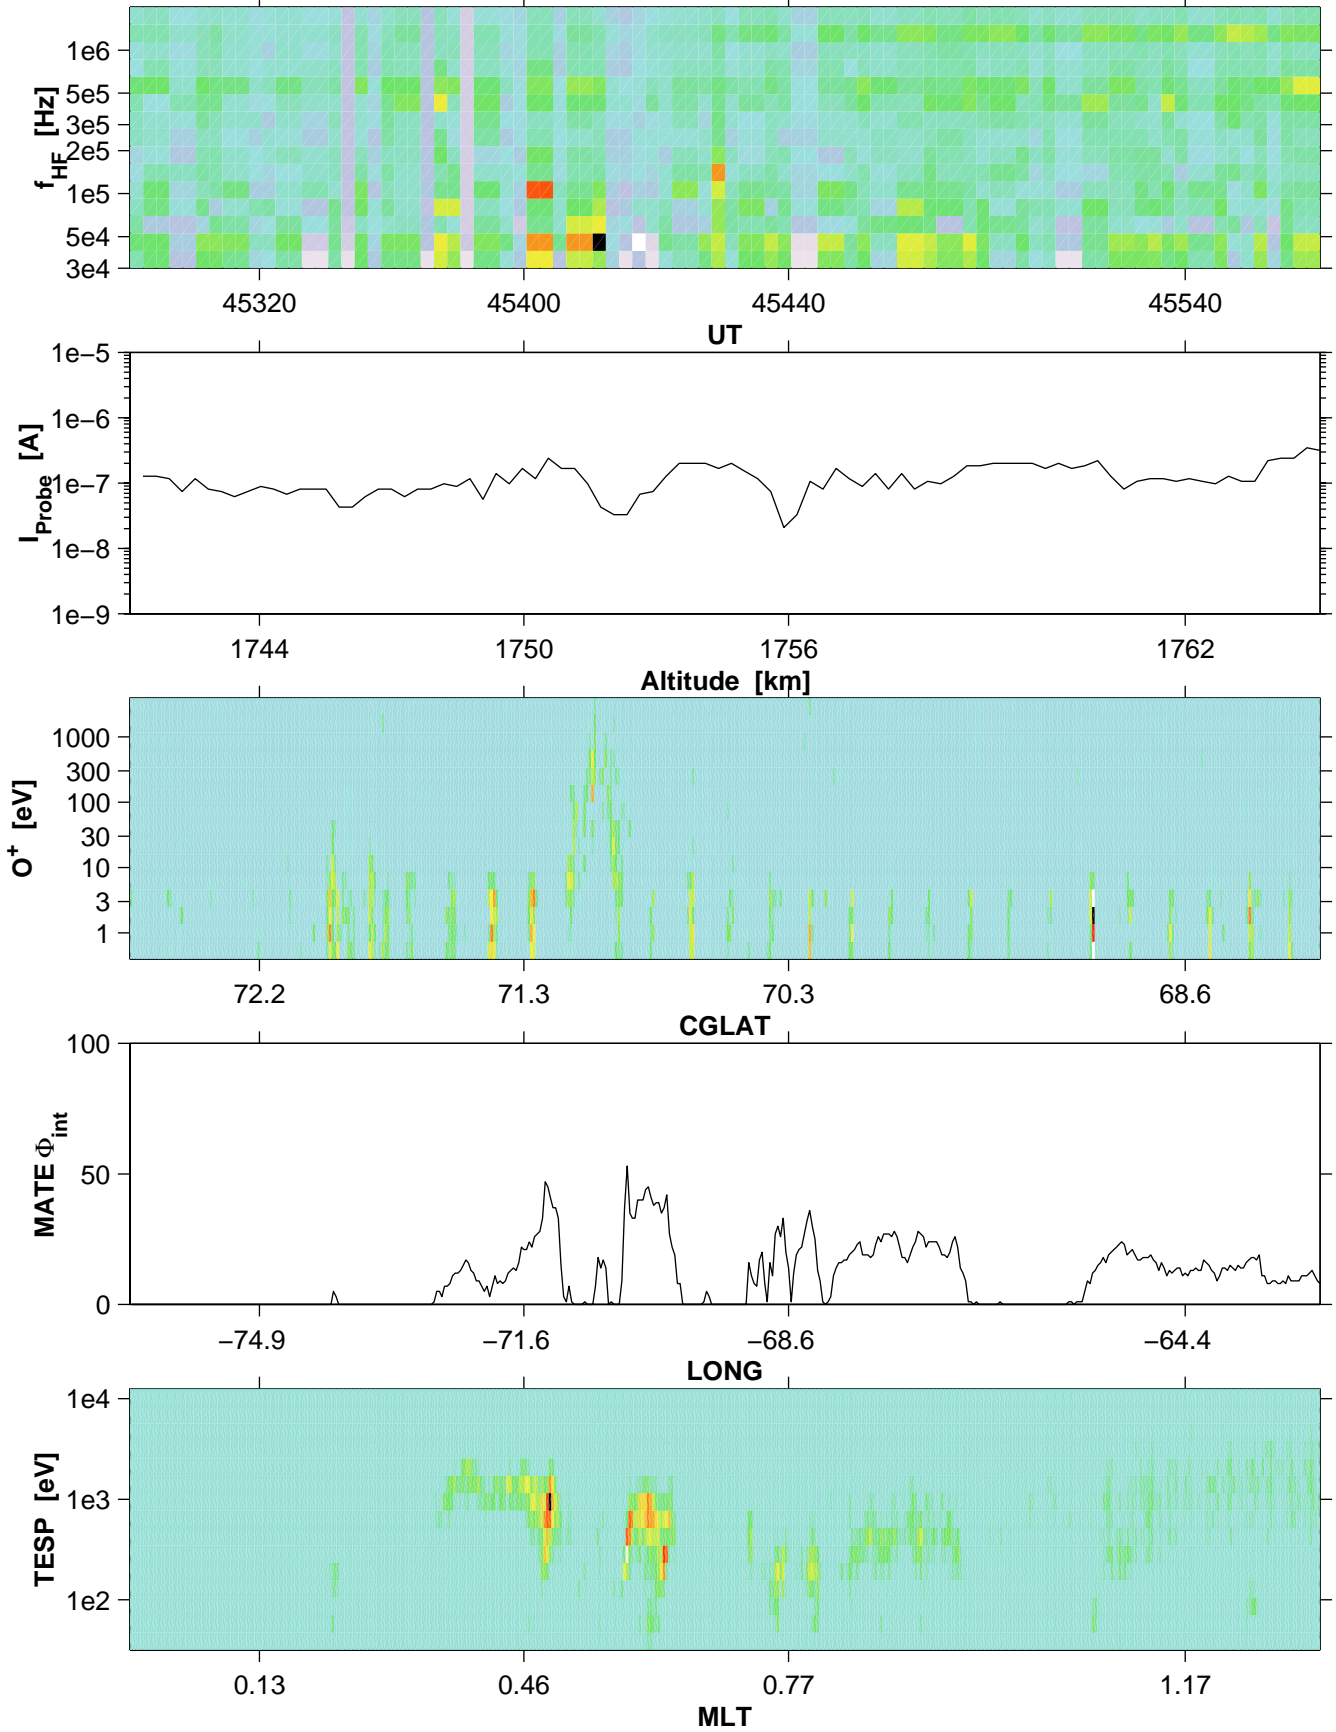 1e6
5e5
3e5
2e5
1e5
5e4
3e4
f_HF [Hz]
45320 45400 45440 45540
UT
1e−5
1e−6
1e−7
1e−8
1e−9
I_Probe [A]
1744 1750 1756 1762
Altitude [km]
1000
300
100
30
10
3
1
O⁺ [eV]
72.2 71.3 70.3 68.6
CGLAT
100
50
0
MATE Φ_int
−74.9 −71.6 −68.6 −64.4
LONG
1e4
1e3
1e2
TESP [eV]
0.13 0.46 0.77 1.17
MLT